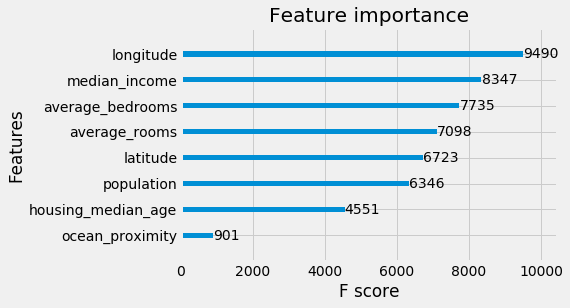 Feature importance
longitude 9490
median_income 8347
average_bedrooms 7735
average_rooms 7098
latitude 6723
population 6346
housing_median_age 4551
ocean_proximity 901
Features
0 2000 4000 6000 8000 10000
F score